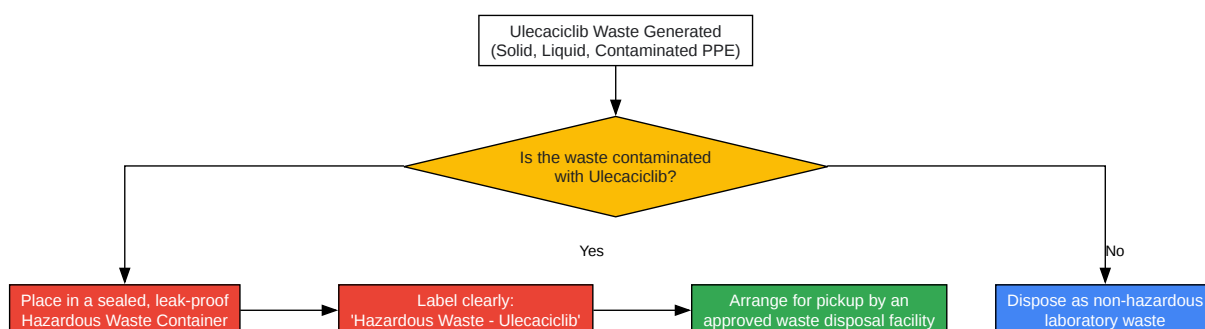 Ulecaciclib Waste Generated
(Solid, Liquid, Contaminated PPE)
Is the waste contaminated
with Ulecaciclib?
Yes
No
Place in a sealed, leak-proof
Hazardous Waste Container
Label clearly:
'Hazardous Waste - Ulecaciclib'
Arrange for pickup by an
approved waste disposal facility
Dispose as non-hazardous
laboratory waste